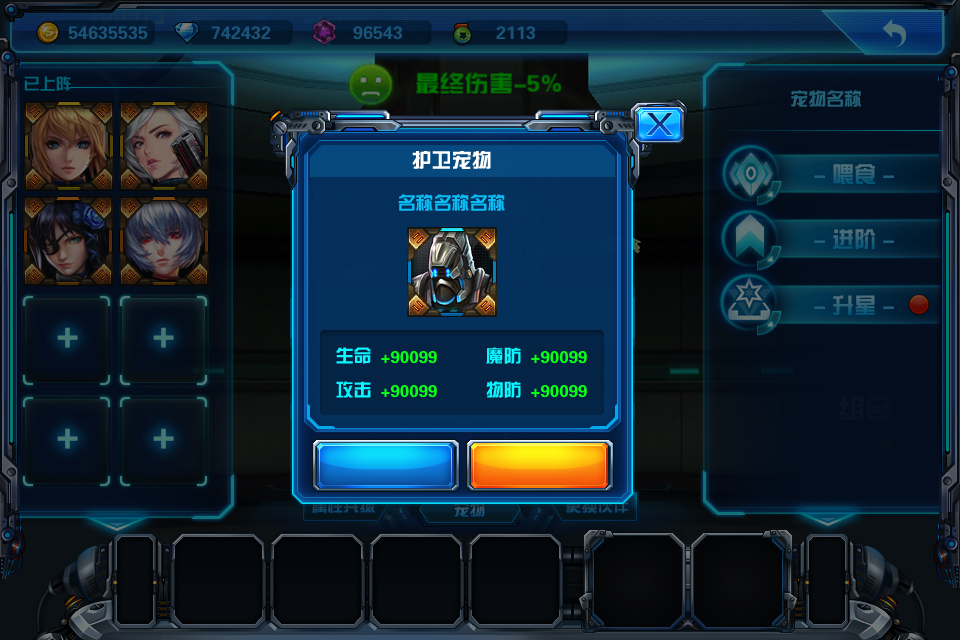 54635535 742432 96543 2113
已上阵
最终伤害-5%
宠物名称
护卫宠物
名称名称名称
- 喂食 -
- 进阶 -
- 升星 -
生命 +90099 魔防 +90099
攻击 +90099 物防 +90099
组合
宠物